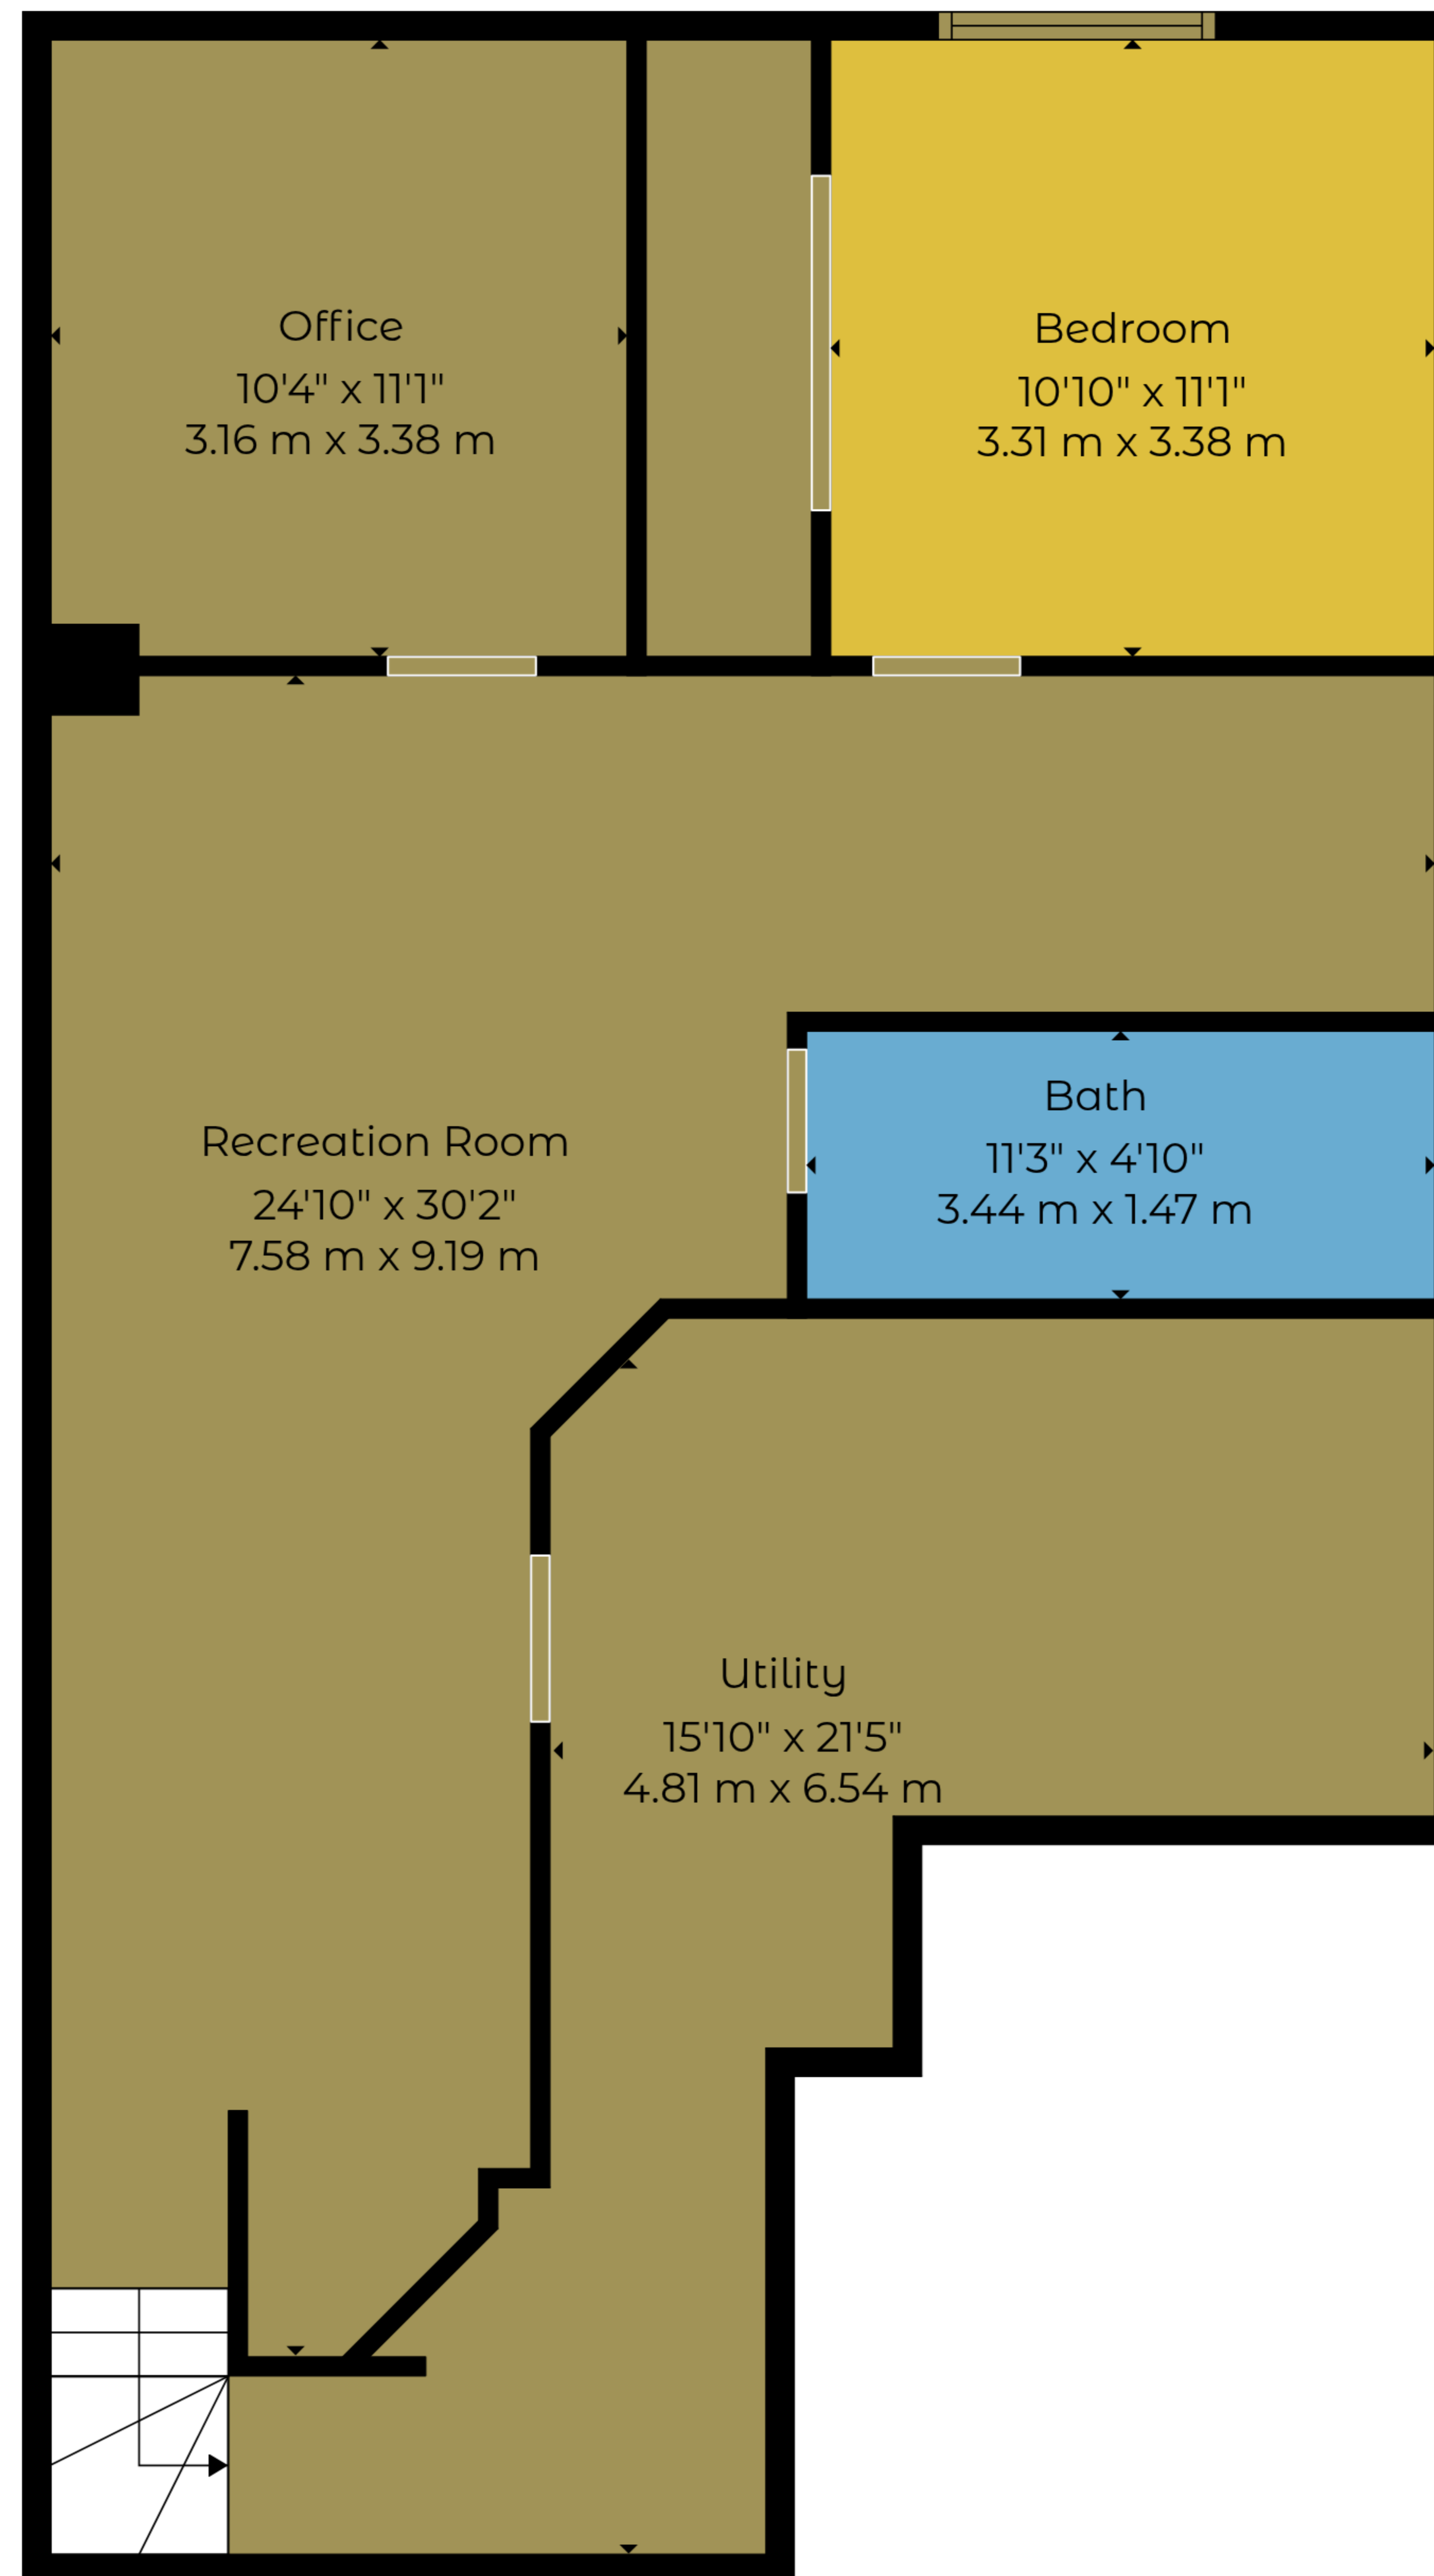 Office
10'4" x 11'1"
3.16 m x 3.38 m
Bedroom
10'10" x 11'1"
3.31 m x 3.38 m
Bath
11'3" x 4'10"
3.44 m x 1.47 m
Recreation Room
24'10" x 30'2"
7.58 m x 9.19 m
Utility
15'10" x 21'5"
4.81 m x 6.54 m